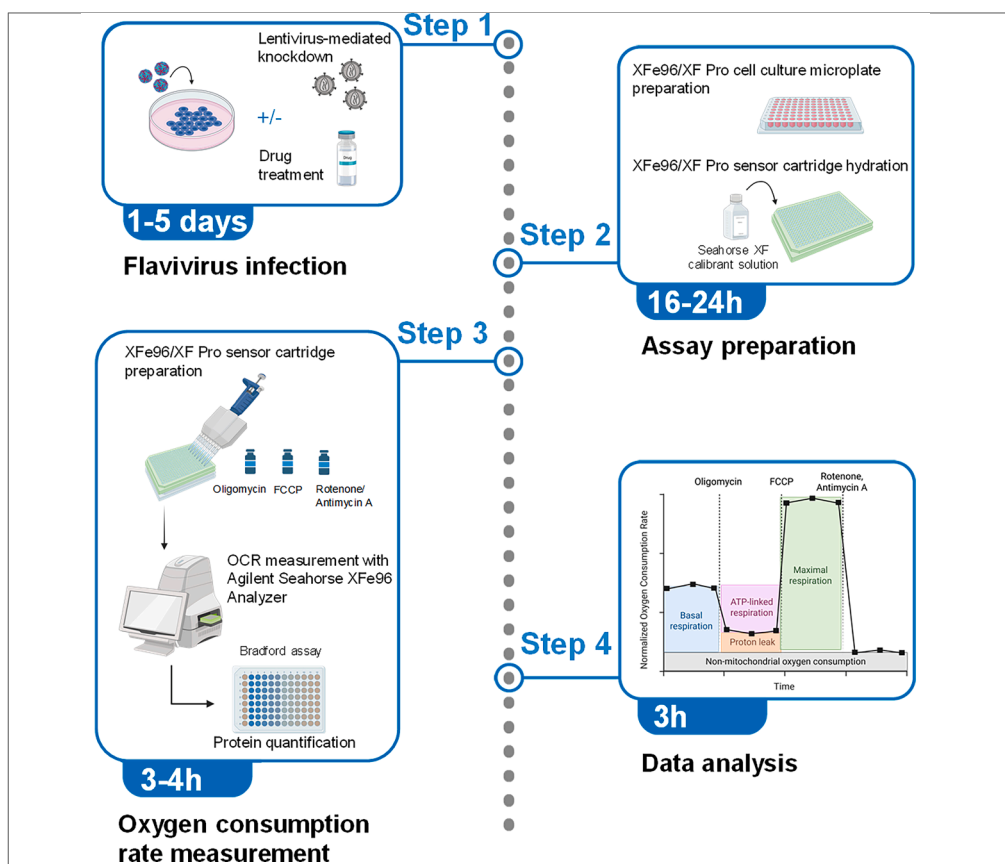 Step 1
Lentivirus-mediated
knockdown
+/-
Drug
treatment
Drug
1-5 days
Flavivirus infection
XFe96/XF Pro cell culture microplate
preparation
XFe96/XF Pro sensor cartridge hydration
Seahorse XF
calibrant solution
Step 2
16-24h
Assay preparation
Step 3
XFe96/XF Pro sensor cartridge
preparation
Oligomycin
FCCP
Rotenone/
Antimycin A
OCR measurement with
Agilent Seahorse XFe96
Analyzer
Bradford assay
Protein quantification
3-4h
Oxygen consumption
rate measurement
Step 4
Oligomycin
FCCP
Rotenone,
Antimycin A
Normalized Oxygen Consumption Rate
Basal
respiration
ATP-linked
respiration
Proton leak
Maximal
respiration
Non-mitochondrial oxygen consumption
Time
3h
Data analysis